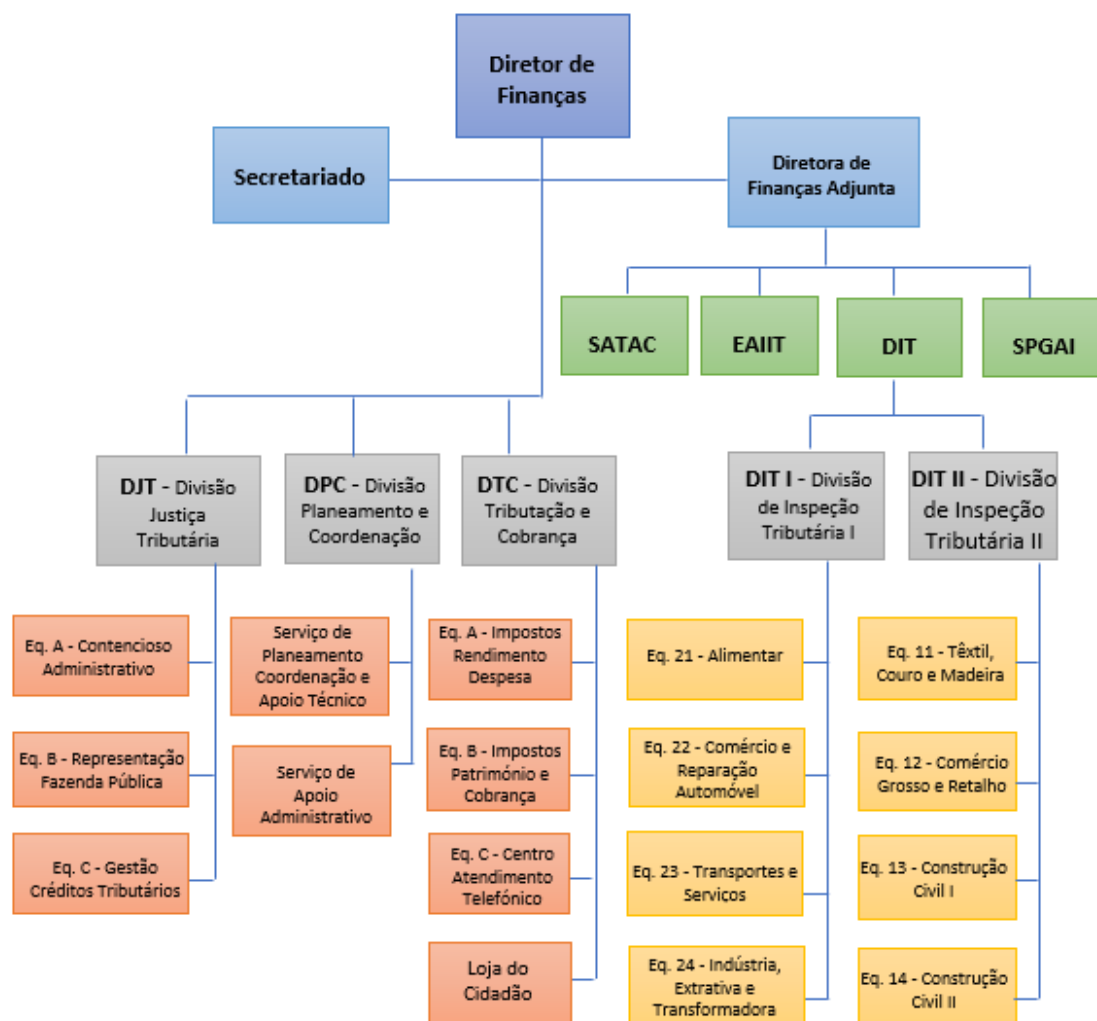 Diretor de
Finanças
Secretariado
Diretora de
Finanças Adjunta
SATAC
EAIIT
DIT
SPGAI
DJT - Divisão
Justiça
Tributária
DPC - Divisão
Planeamento e
Coordenação
DTC - Divisão
Tributação e
Cobrança
DIT I - Divisão
de Inspeção
Tributária I
DIT II - Divisão
de Inspeção
Tributária II
Eq. A - Contencioso
Administrativo
Eq. B - Representação
Fazenda Pública
Eq. C - Gestão
Créditos Tributários
Serviço de
Planeamento
Coordenação e
Apoio Técnico
Serviço de
Apoio
Administrativo
Eq. A - Impostos
Rendimento
Despesa
Eq. B - Impostos
Património e
Cobrança
Eq. C - Centro
Atendimento
Telefónico
Loja do
Cidadão
Eq. 21 - Alimentar
Eq. 22 - Comércio e
Reparação
Automóvel
Eq. 23 - Transportes e
Serviços
Eq. 24 - Indústria,
Extrativa e
Transformadora
Eq. 11 - Têxtil,
Couro e Madeira
Eq. 12 - Comércio
Grosso e Retalho
Eq. 13 - Construção
Civil I
Eq. 14 - Construção
Civil II